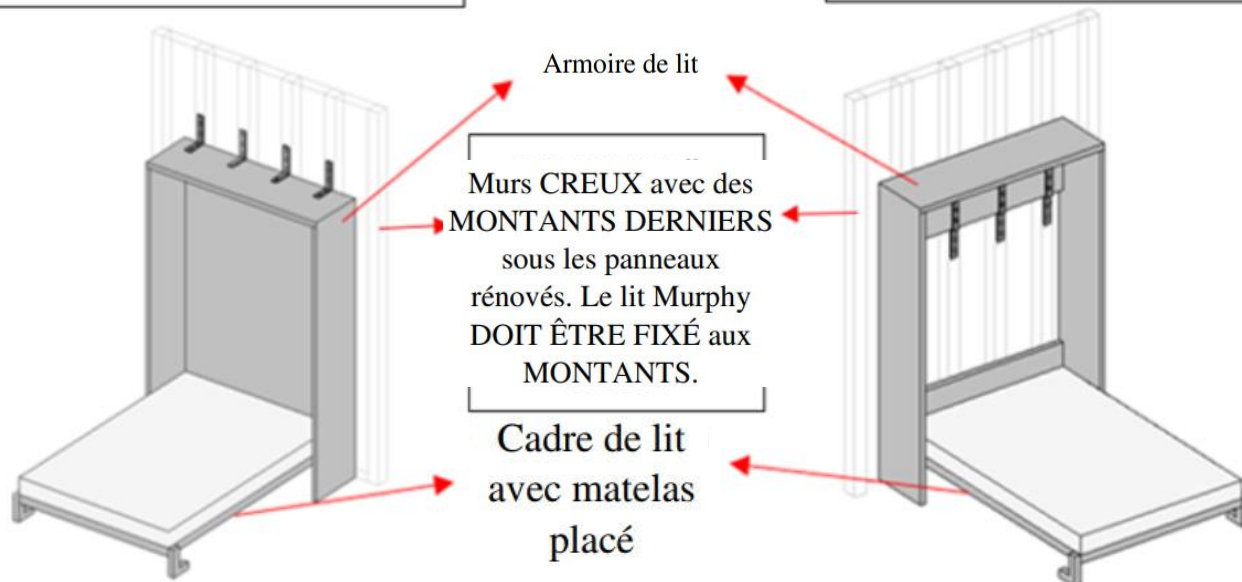 Armoire de lit
Murs CREUX avec des
MONTANTS DERNIERS
sous les panneaux
rénovés. Le lit Murphy
DOIT ÊTRE FIXÉ aux
MONTANTS.
Cadre de lit
avec matelas
placé